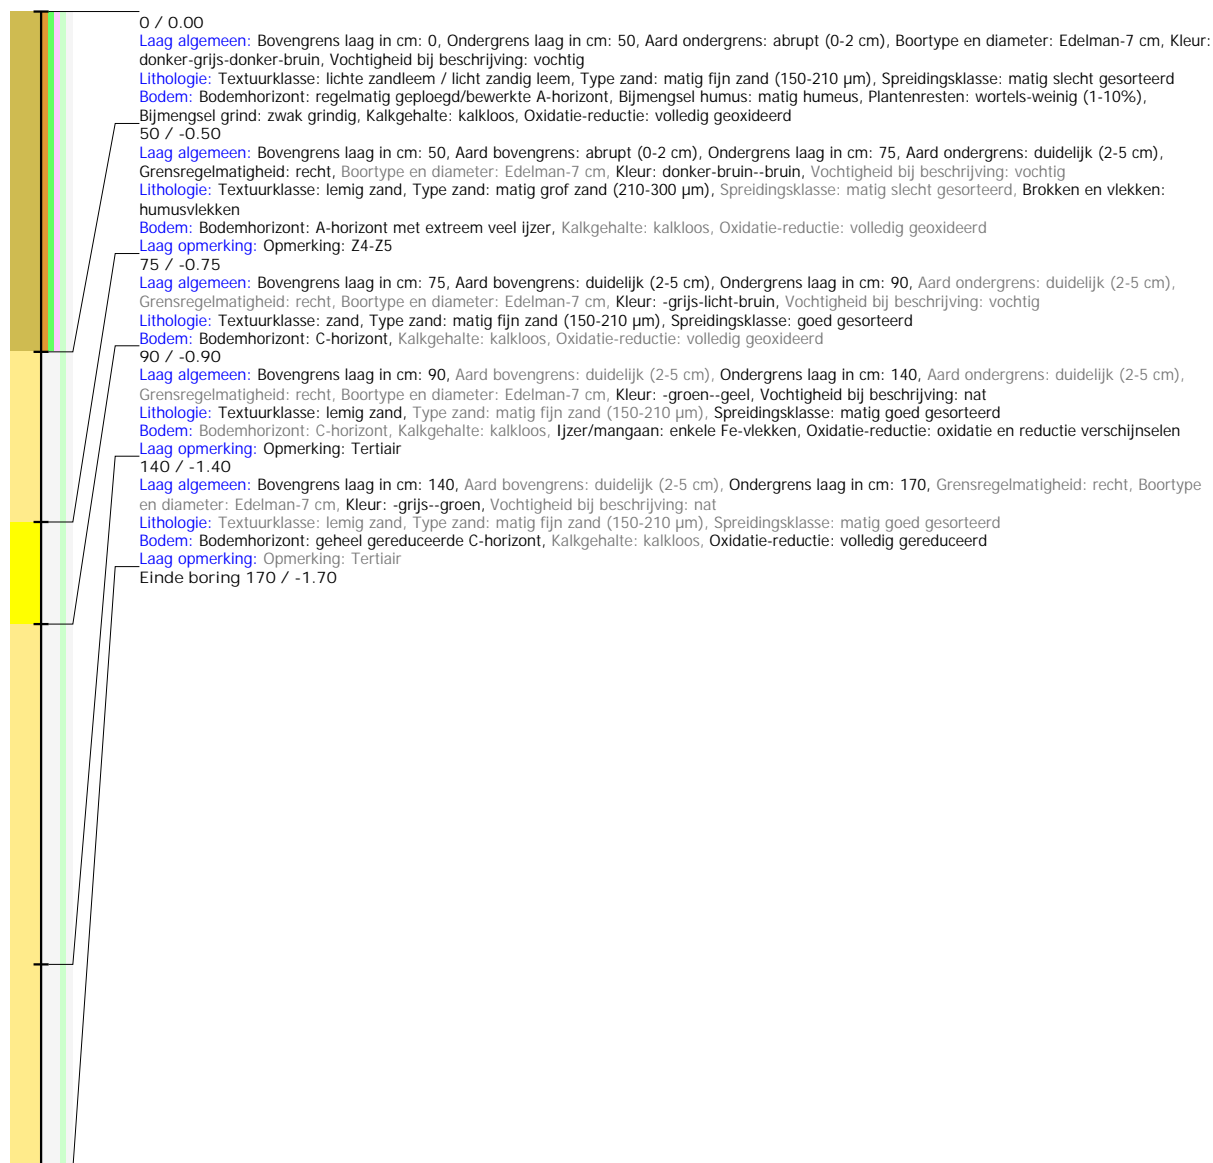 0 / 0.00
Laag algemeen: Bovengrens laag in cm: 0, Ondergrens laag in cm: 50, Aard ondergrens: abrupt (0-2 cm), Boortype en diameter: Edelman-7 cm, Kleur:
donker-grijs-donker-bruin, Vochtigheid bij beschrijving: vochtig
Lithologie: Textuurklasse: lichte zandleem / licht zandig leem, Type zand: matig fijn zand (150-210 µm), Spreidingsklasse: matig slecht gesorteerd
Bodem: Bodemhorizont: regelmatig geploegd/bewerkte A-horizont, Bijmengsel humus: matig humeus, Plantenresten: wortels-weinig (1-10%),
Bijmengsel grind: zwak grindig, Kalkgehalte: kalkloos, Oxidatie-reductie: volledig geoxideerd
50 / -0.50
Laag algemeen: Bovengrens laag in cm: 50, Aard bovengrens: abrupt (0-2 cm), Ondergrens laag in cm: 75, Aard ondergrens: duidelijk (2-5 cm),
Grensregelmatigheid: recht, Boortype en diameter: Edelman-7 cm, Kleur: donker-bruin--bruin, Vochtigheid bij beschrijving: vochtig
Lithologie: Textuurklasse: lemig zand, Type zand: matig grof zand (210-300 µm), Spreidingsklasse: matig slecht gesorteerd, Brokken en vlekken:
humusvlekken
Bodem: Bodemhorizont: A-horizont met extreem veel ijzer, Kalkgehalte: kalkloos, Oxidatie-reductie: volledig geoxideerd
Laag opmerking: Opmerking: Z4-Z5
75 / -0.75
Laag algemeen: Bovengrens laag in cm: 75, Aard bovengrens: duidelijk (2-5 cm), Ondergrens laag in cm: 90, Aard ondergrens: duidelijk (2-5 cm),
Grensregelmatigheid: recht, Boortype en diameter: Edelman-7 cm, Kleur: -grijs-licht-bruin, Vochtigheid bij beschrijving: vochtig
Lithologie: Textuurklasse: zand, Type zand: matig fijn zand (150-210 µm), Spreidingsklasse: goed gesorteerd
Bodem: Bodemhorizont: C-horizont, Kalkgehalte: kalkloos, Oxidatie-reductie: volledig geoxideerd
90 / -0.90
Laag algemeen: Bovengrens laag in cm: 90, Aard bovengrens: duidelijk (2-5 cm), Ondergrens laag in cm: 140, Aard ondergrens: duidelijk (2-5 cm),
Grensregelmatigheid: recht, Boortype en diameter: Edelman-7 cm, Kleur: -groen--geel, Vochtigheid bij beschrijving: nat
Lithologie: Textuurklasse: lemig zand, Type zand: matig fijn zand (150-210 µm), Spreidingsklasse: matig goed gesorteerd
Bodem: Bodemhorizont: C-horizont, Kalkgehalte: kalkloos, Ijzer/mangaan: enkele Fe-vlekken, Oxidatie-reductie: oxidatie en reductie verschijnselen
Laag opmerking: Opmerking: Tertiair
140 / -1.40
Laag algemeen: Bovengrens laag in cm: 140, Aard bovengrens: duidelijk (2-5 cm), Ondergrens laag in cm: 170, Grensregelmatigheid: recht, Boortype
en diameter: Edelman-7 cm, Kleur: -grijs--groen, Vochtigheid bij beschrijving: nat
Lithologie: Textuurklasse: lemig zand, Type zand: matig fijn zand (150-210 µm), Spreidingsklasse: matig goed gesorteerd
Bodem: Bodemhorizont: geheel gereduceerde C-horizont, Kalkgehalte: kalkloos, Oxidatie-reductie: volledig gereduceerd
Laag opmerking: Opmerking: Tertiair
Einde boring 170 / -1.70